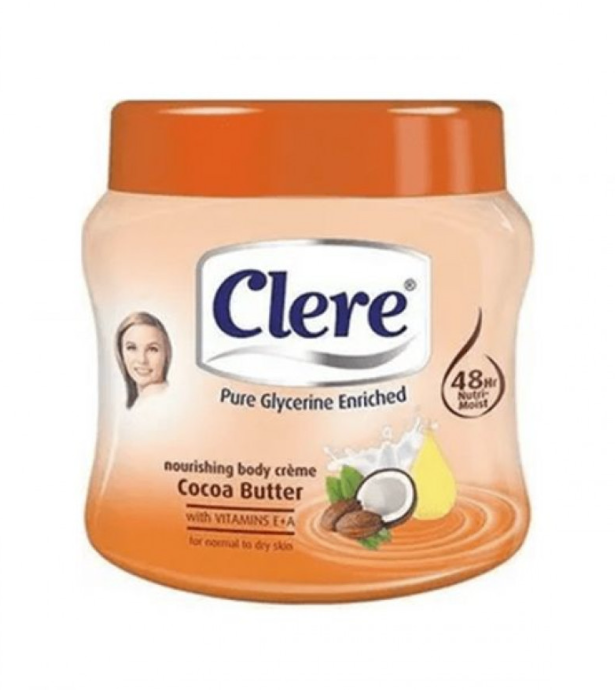 Clere®
Pure Glycerine Enriched
48Hr
Nutri-
Moist
nourishing body crème
Cocoa Butter
with VITAMINS E+A
for normal to dry skin